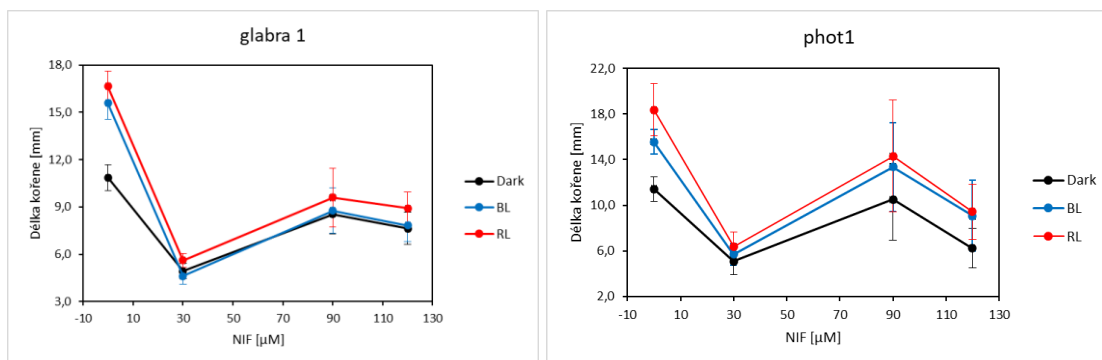 glabra 1
18,0
15,0
12,0
9,0
6,0
3,0
Délka kořene [mm]
-10 10 30 50 70 90 110 130
NIF [µM]
Dark
BL
RL
phot1
22,0
18,0
14,0
10,0
6,0
2,0
Délka kořene [mm]
-10 10 30 50 70 90 110 130
NIF [µM]
Dark
BL
RL